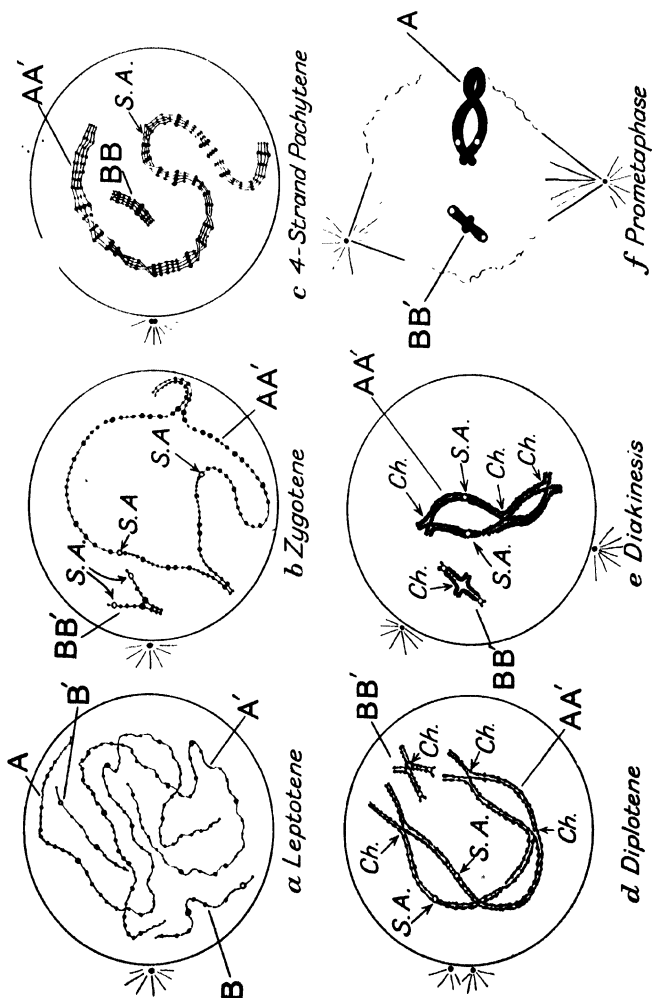 A
B'
A'
B
a Leptotene
BB'
S.A.
S.A
S.A
AA'
b Zygotene
AA'
BB
S.A.
c 4-Strand Pachytene
BB'
Ch.
Ch.
Ch.
S.A.
S.A.
Ch.
AA'
d Diplotene
AA'
Ch.
S.A.
Ch.
Ch.
Ch.
S.A.
BB
e Diakinesis
A
BB'
f Prometaphase